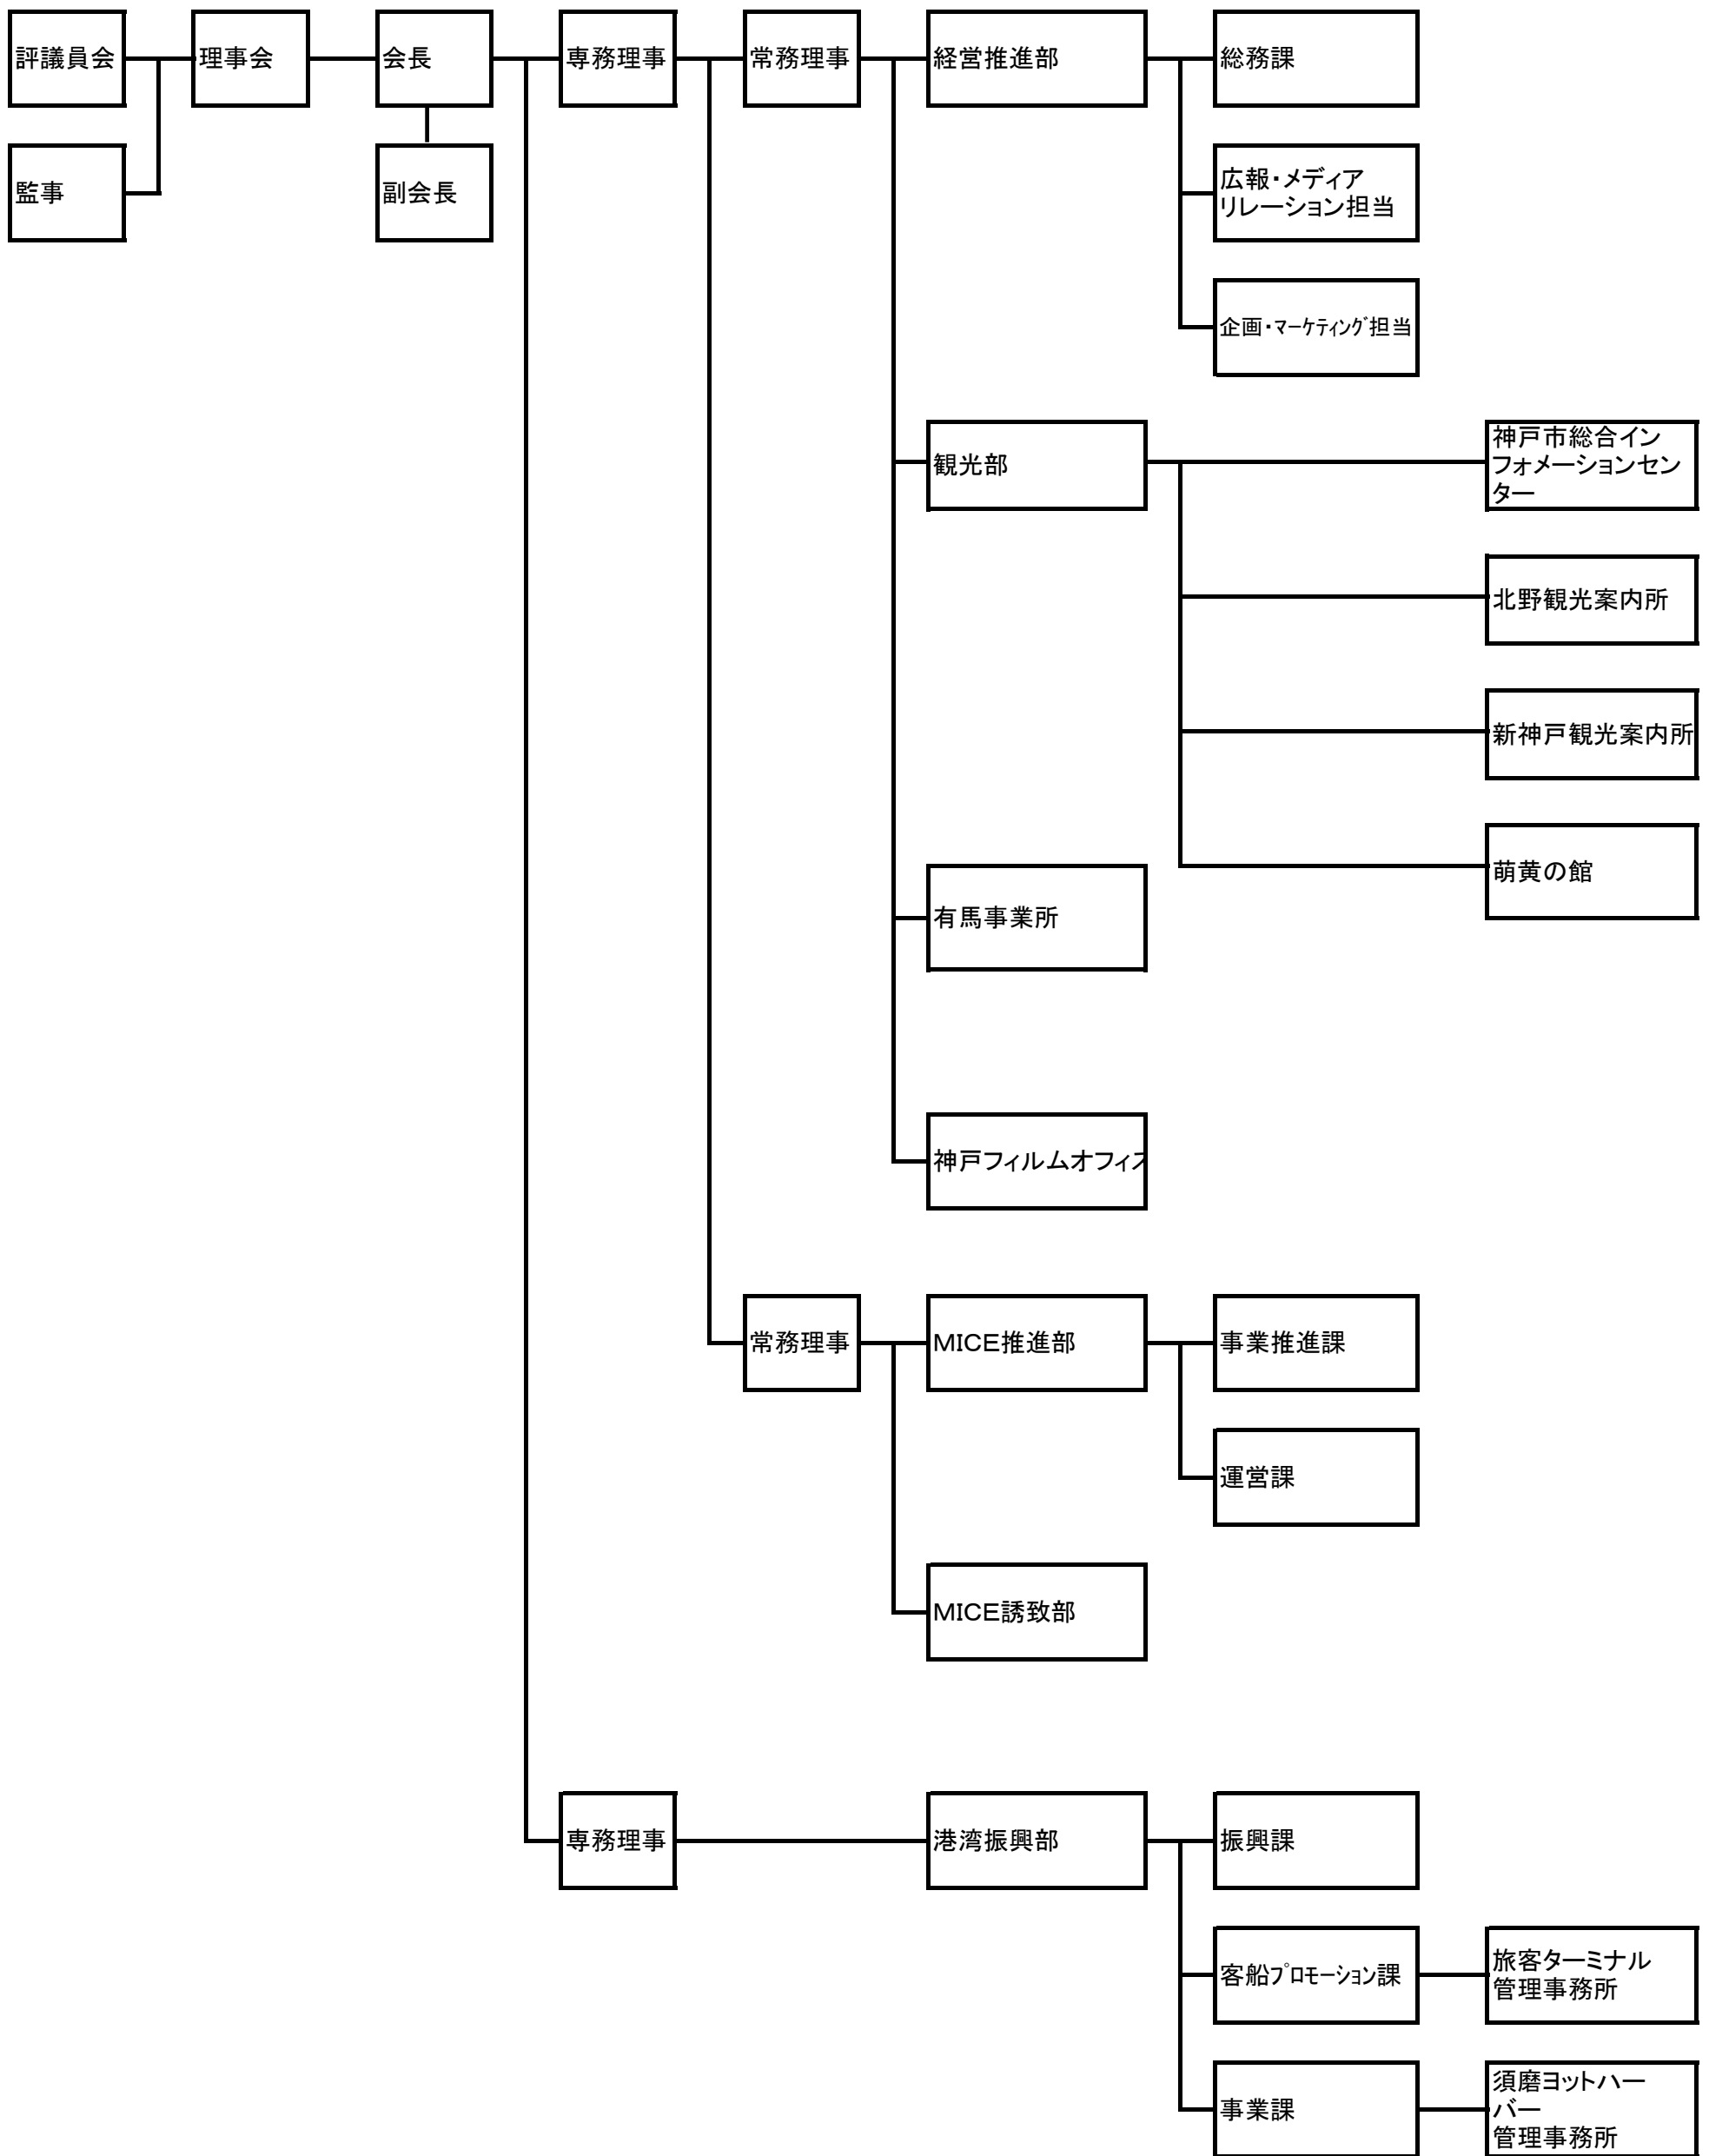 評議員会
理事会
会長
専務理事
常務理事
経営推進部
総務課
監事
副会長
広報・メディア
リレーション担当
企画・マーケティング担当
観光部
神戸市総合イン
フォメーションセン
ター
北野観光案内所
新神戸観光案内所
萌黄の館
有馬事業所
神戸フィルムオフィス
常務理事
MICE推進部
事業推進課
運営課
MICE誘致部
専務理事
港湾振興部
振興課
客船プロモーション課
旅客ターミナル
管理事務所
事業課
須磨ヨットハー
バー
管理事務所